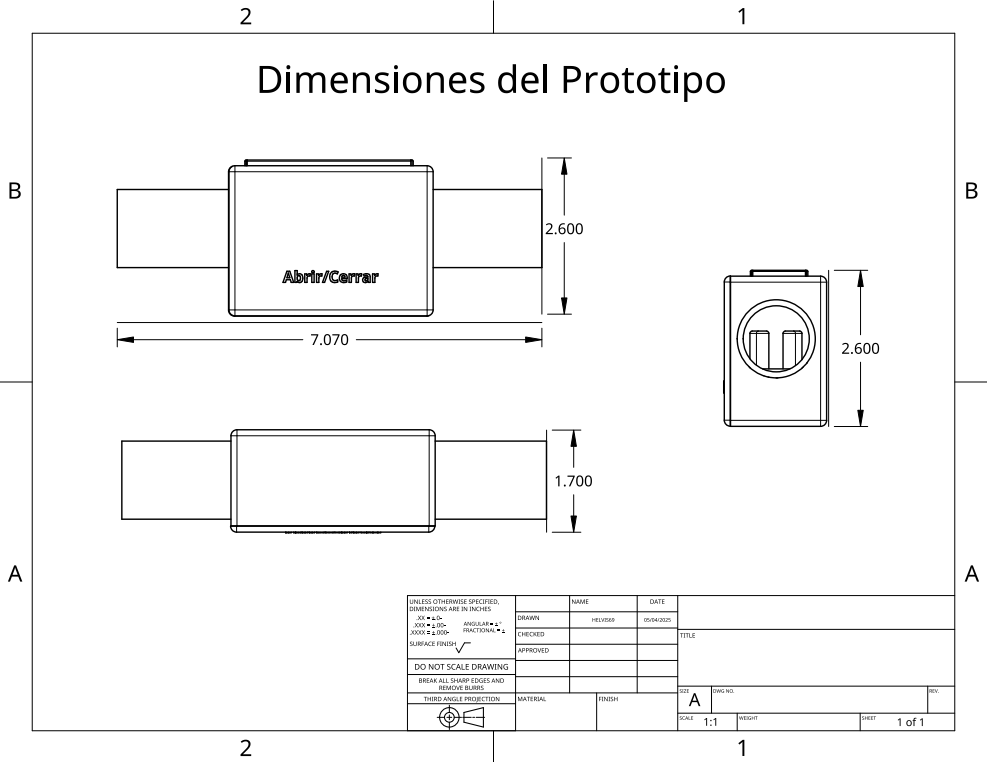 2
1
Dimensiones del Prototipo
B
B
2.600
Abrir/Cerrar
7.070
2.600
1.700
A
A
UNLESS OTHERWISE SPECIFIED,
DIMENSIONS ARE IN INCHES
.XX = ±.0-
.XXX = ±.00-
.XXXX = ±.000-
ANGULAR = ± °
FRACTIONAL = ±
SURFACE FINISH
DO NOT SCALE DRAWING
BREAK ALL SHARP EDGES AND
REMOVE BURRS
THIRD ANGLE PROJECTION
NAME
DATE
DRAWN
HELVIS69
05/04/2025
CHECKED
APPROVED
MATERIAL
FINISH
TITLE
SIZE
A
DWG NO.
REV.
SCALE
1:1
WEIGHT
SHEET
1 of 1
2
1